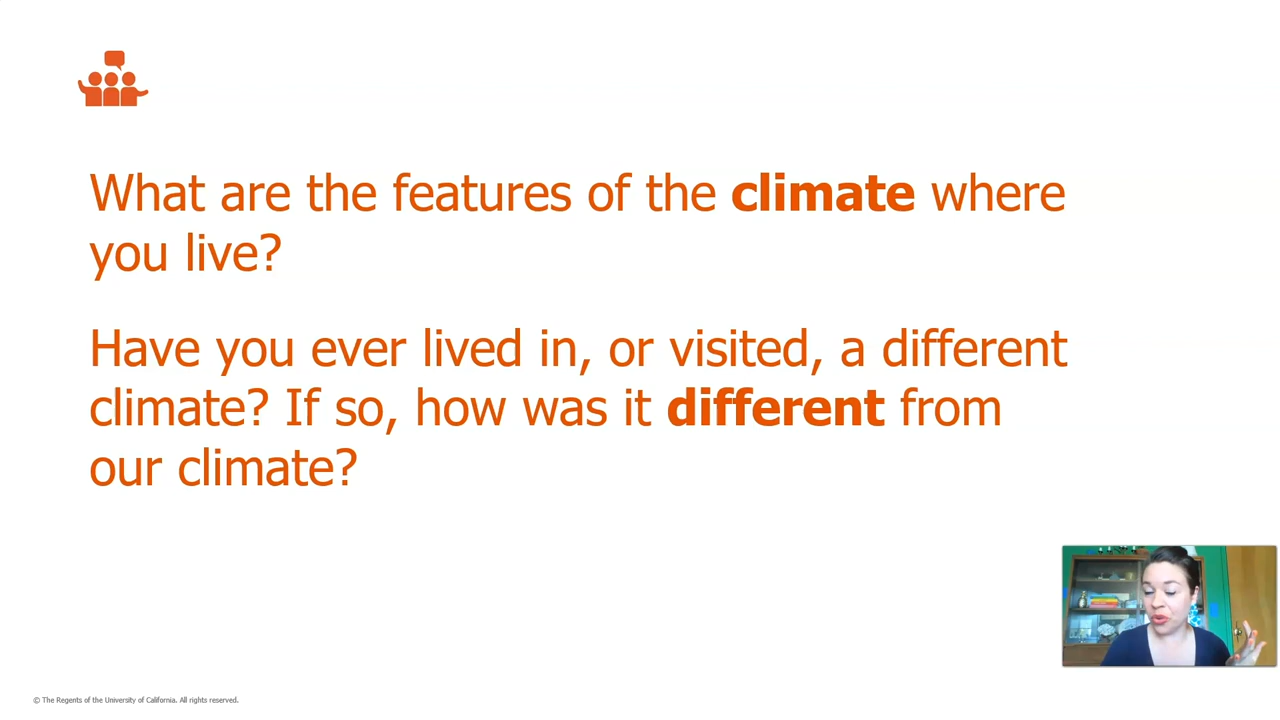 What are the features of the climate where
you live?
Have you ever lived in, or visited, a different
climate? If so, how was it different from
our climate?
© The Regents of the University of California. All rights reserved.